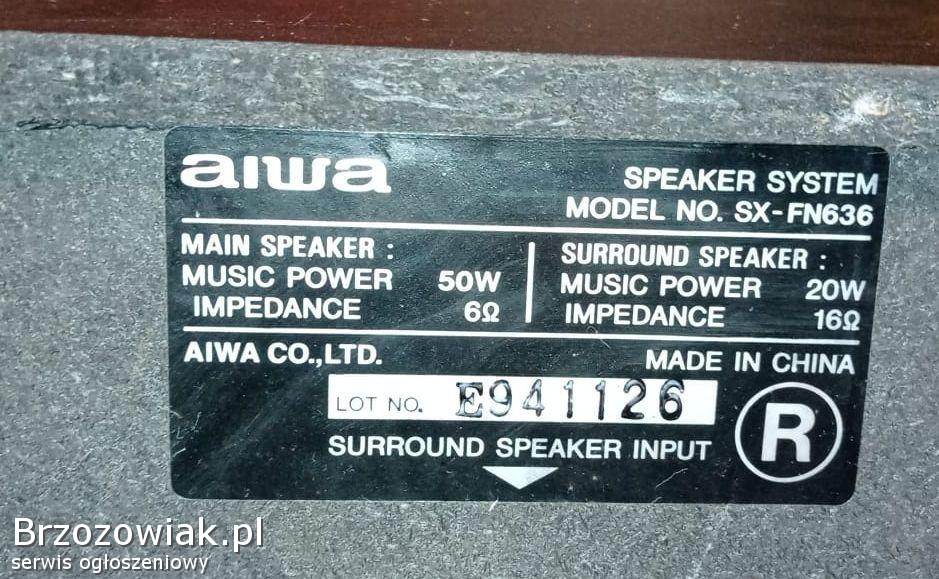 aiwa
SPEAKER SYSTEM
MODEL NO. SX-FN636
MAIN SPEAKER :
MUSIC POWER 50W
IMPEDANCE 6Ω
SURROUND SPEAKER :
MUSIC POWER 20W
IMPEDANCE 16Ω
AIWA CO.,LTD.
MADE IN CHINA
LOT NO. E941126
R
SURROUND SPEAKER INPUT
Brzozowiak.pl
serwis ogłoszeniowy